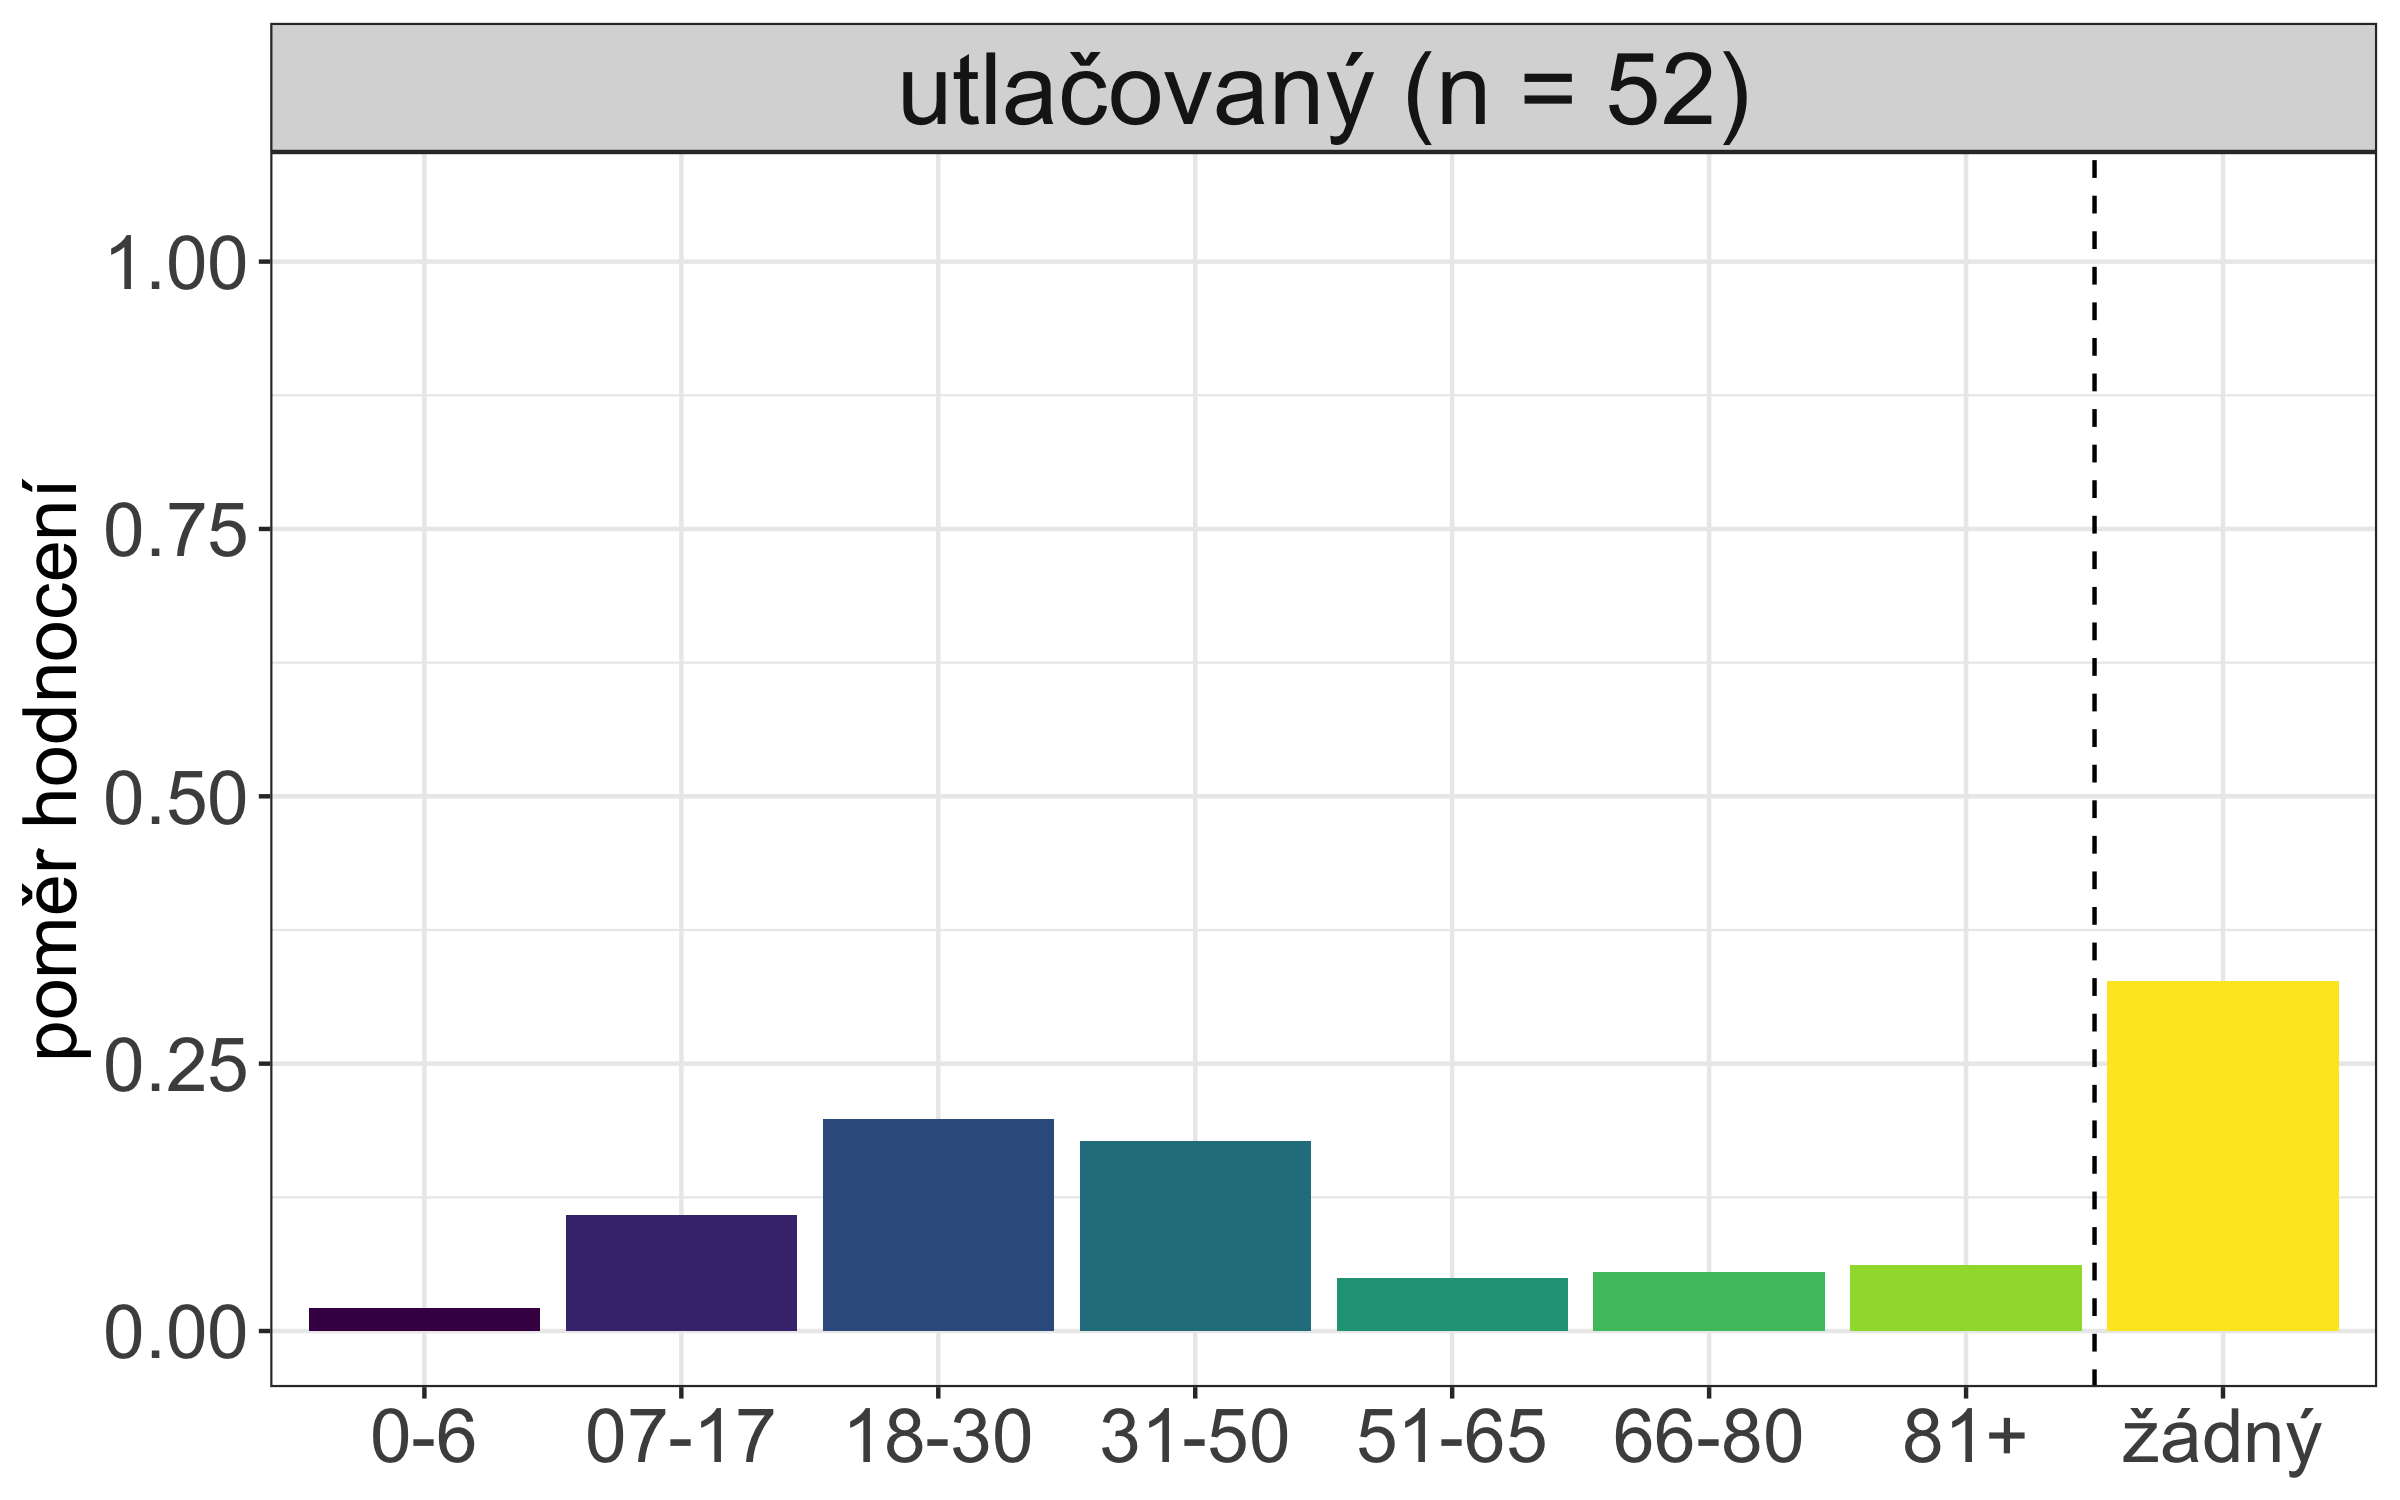 utlačovaný (n = 52)
poměr hodnocení
1.00
0.75
0.50
0.25
0.00
0-6 07-17 18-30 31-50 51-65 66-80 81+ žádný